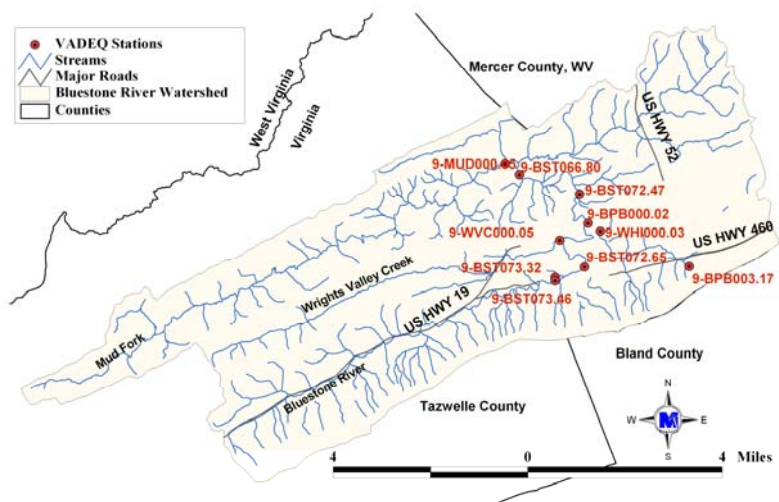 VADEQ Stations
Streams
Major Roads
Bluestone River Watershed
Counties
West Virginia
Virginia
Mercer County, WV
US HWY 52
9-BST066.80
9-BST072.47
9-BPB000.02
9-WVC000.05
9-WHI000.03
US HWY 460
9-BST073.32
9-BST072.65
9-BPB003.17
9-BST073.46
Wrights Valley Creek
US HWY 19
Mud Fork
Bluestone River
Bland County
Tazwelle County
N
W
M
E
S
4
0
4 Miles